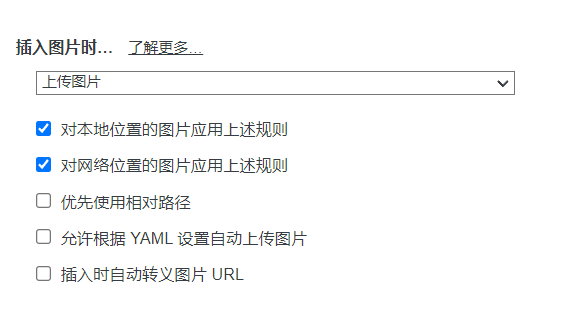 插入图片时... 了解更多...
上传图片
对本地位置的图片应用上述规则
对网络位置的图片应用上述规则
优先使用相对路径
允许根据 YAML 设置自动上传图片
插入时自动转义图片 URL